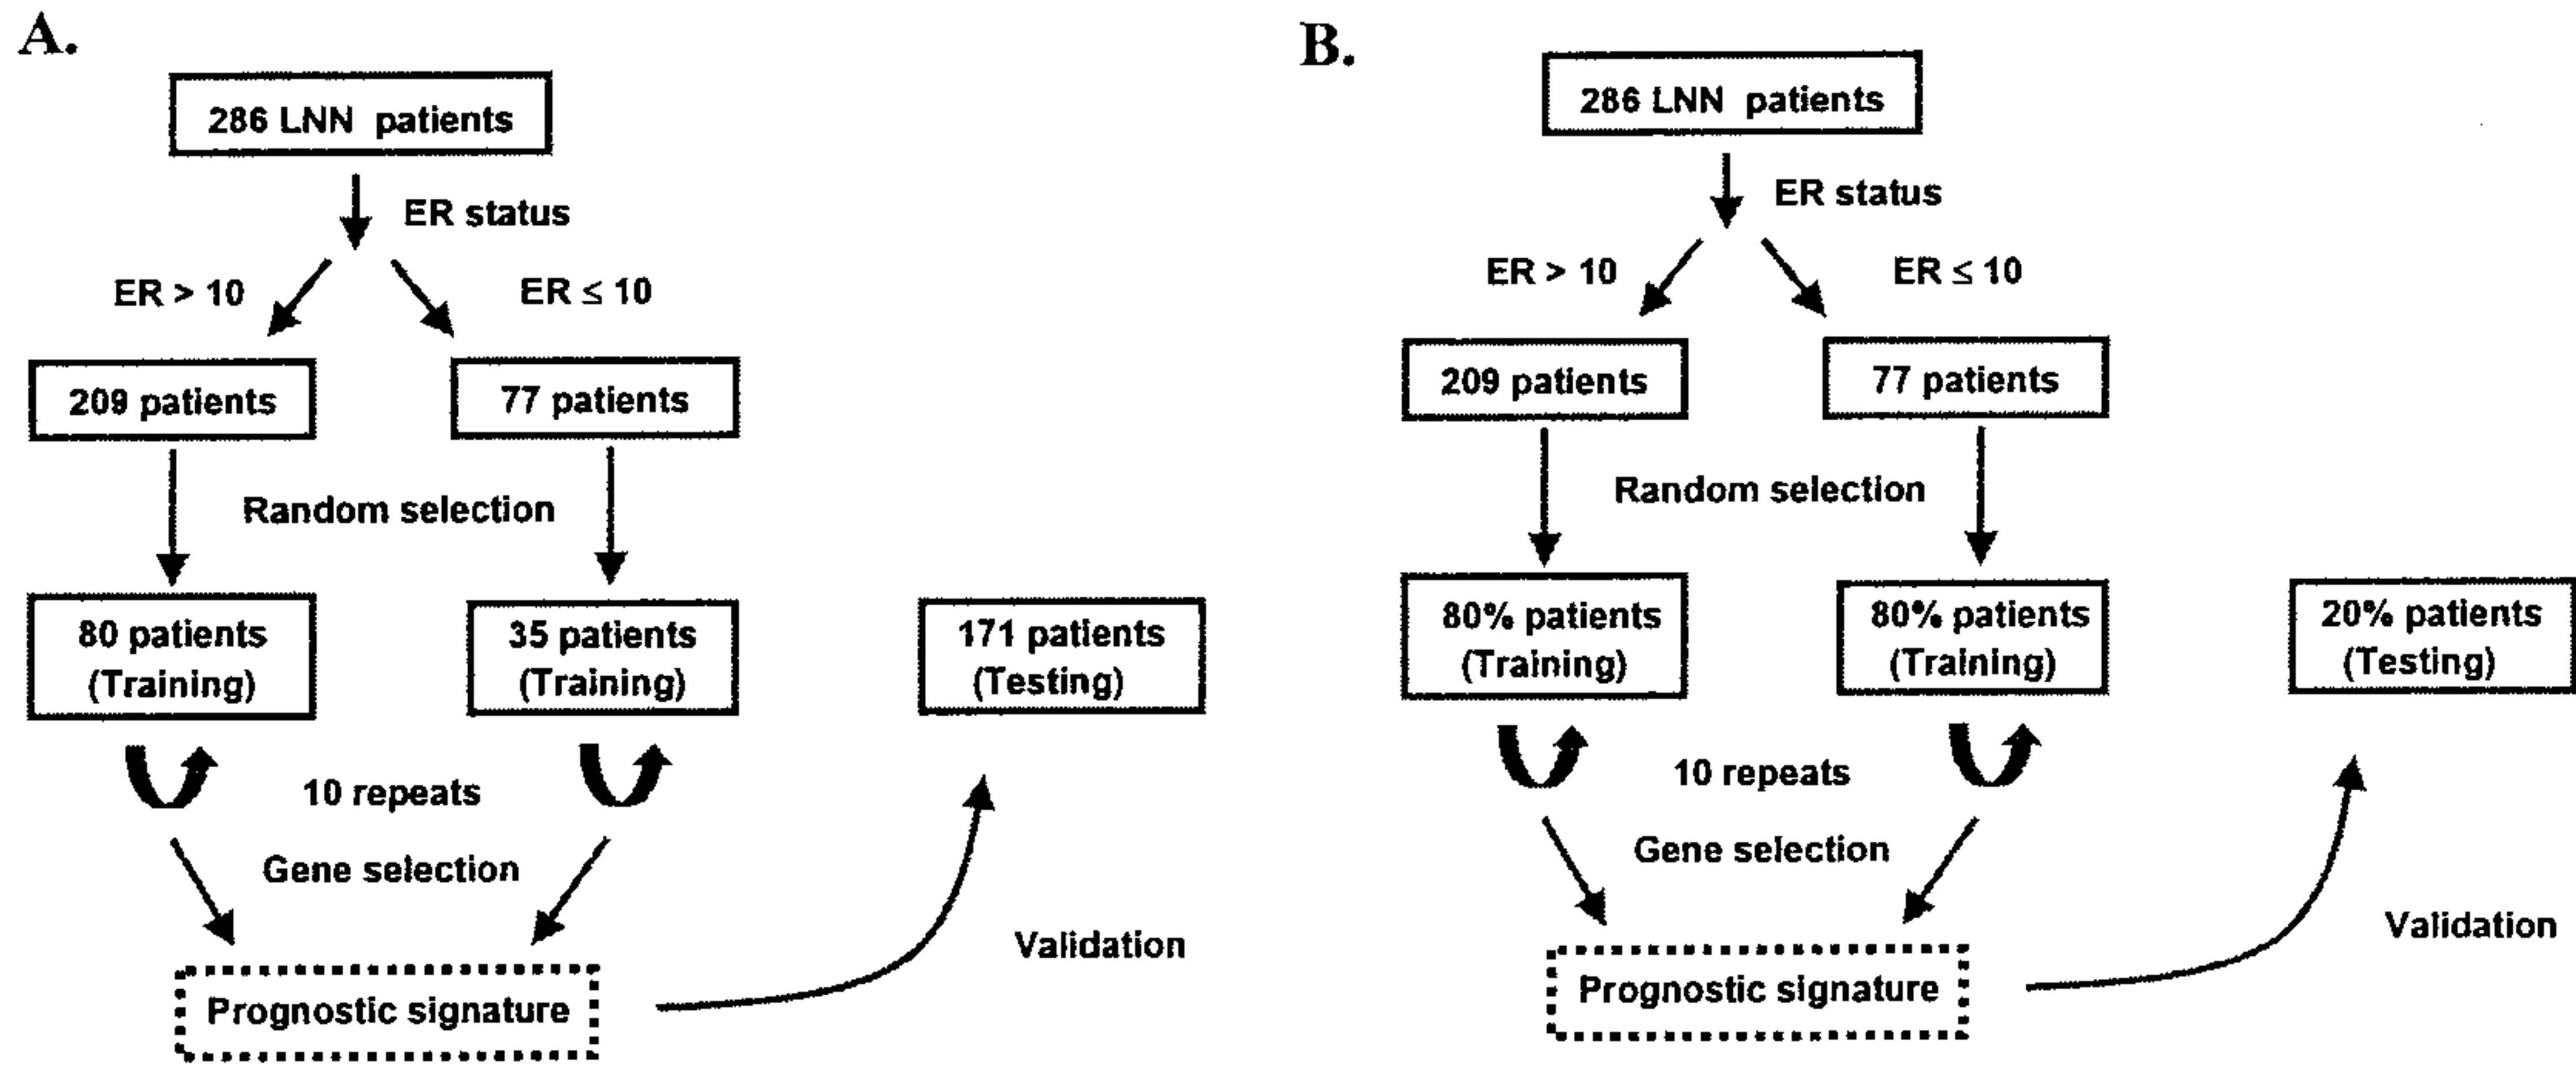 A.
286 LNN patients
ER status
ER > 10
ER ≤ 10
209 patients
77 patients
Random selection
80 patients
(Training)
35 patients
(Training)
171 patients
(Testing)
10 repeats
Gene selection
Validation
Prognostic signature
B.
286 LNN patients
ER status
ER > 10
ER ≤ 10
209 patients
77 patients
Random selection
80% patients
(Training)
80% patients
(Training)
20% patients
(Testing)
10 repeats
Gene selection
Validation
Prognostic signature